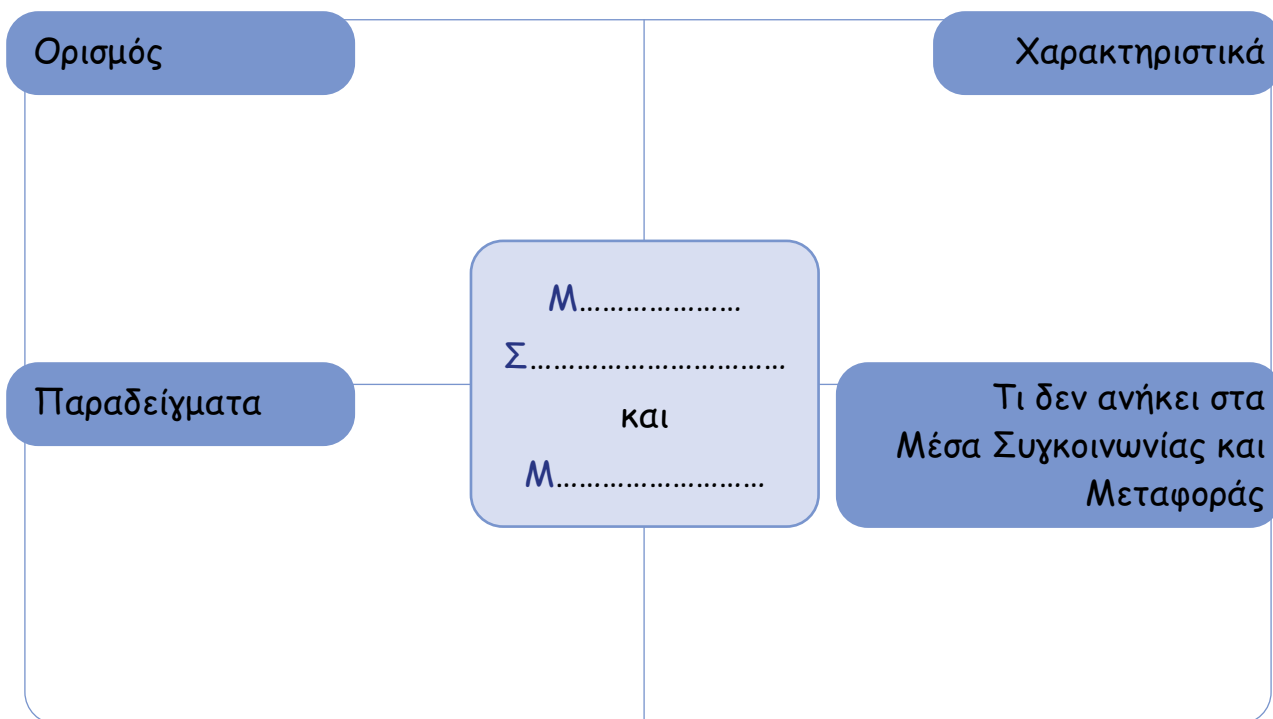 Ορισμός
Χαρακτηριστικά
Μ.....................
Σ................................
και
Μ..........................
Παραδείγματα
Τι δεν ανήκει στα
Μέσα Συγκοινωνίας και
Μεταφοράς